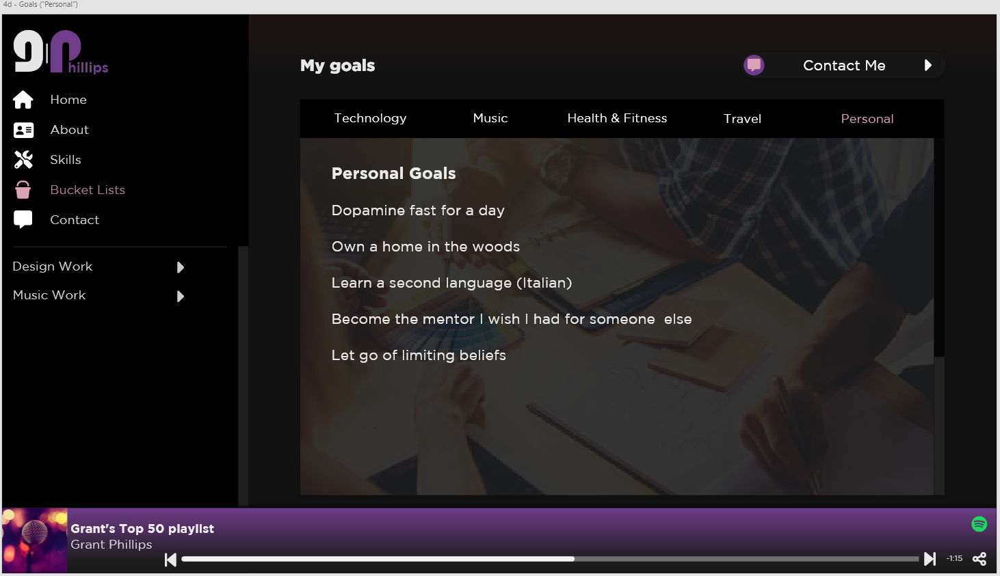 4d - Goals ("Personal")
g|Phillips
My goals
Contact Me
Home
About
Skills
Bucket Lists
Contact
Design Work
Music Work
Technology Music Health & Fitness Travel Personal
Personal Goals
Dopamine fast for a day
Own a home in the woods
Learn a second language (Italian)
Become the mentor I wish I had for someone  else
Let go of limiting beliefs
Grant's Top 50 playlist
Grant Phillips
-1:15